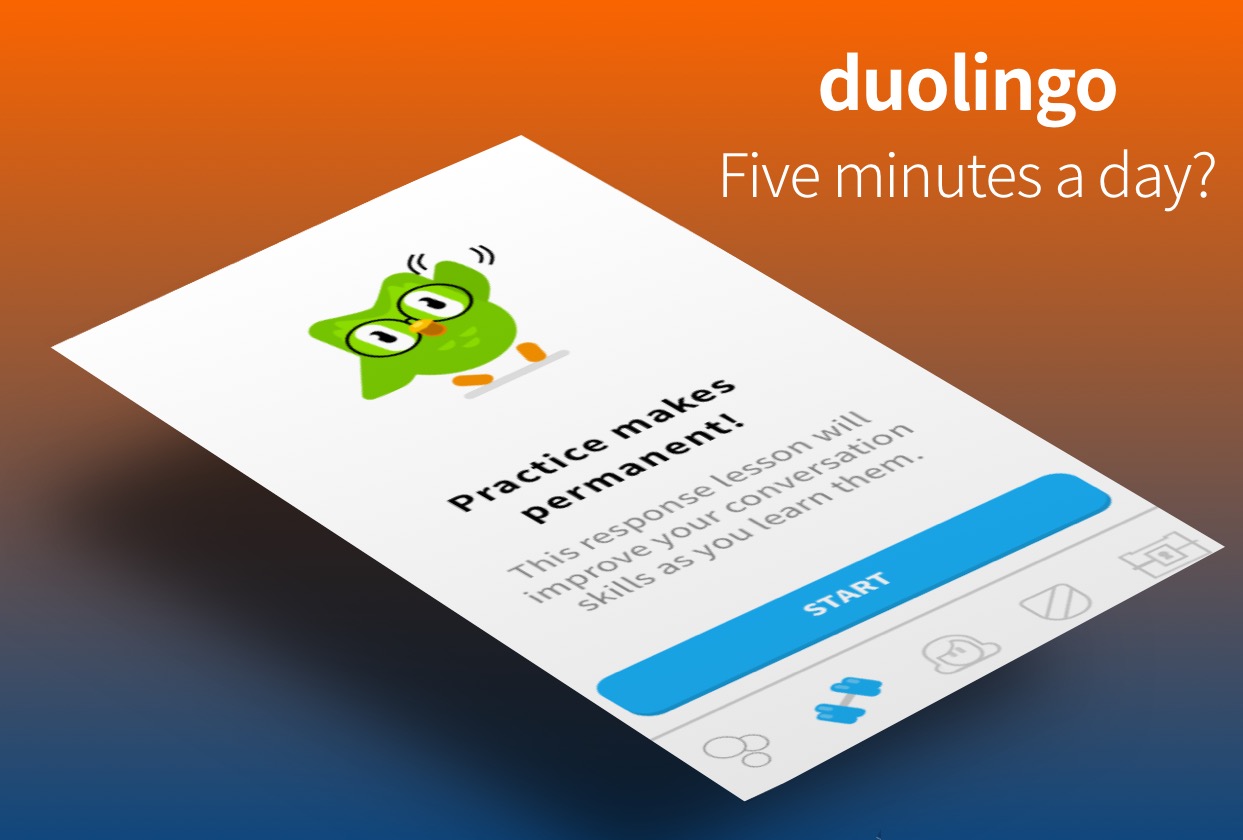 duolingo
Five minutes a day?
Practice makes
permanent!
This response lesson will
improve your conversation
skills as you learn them.
START